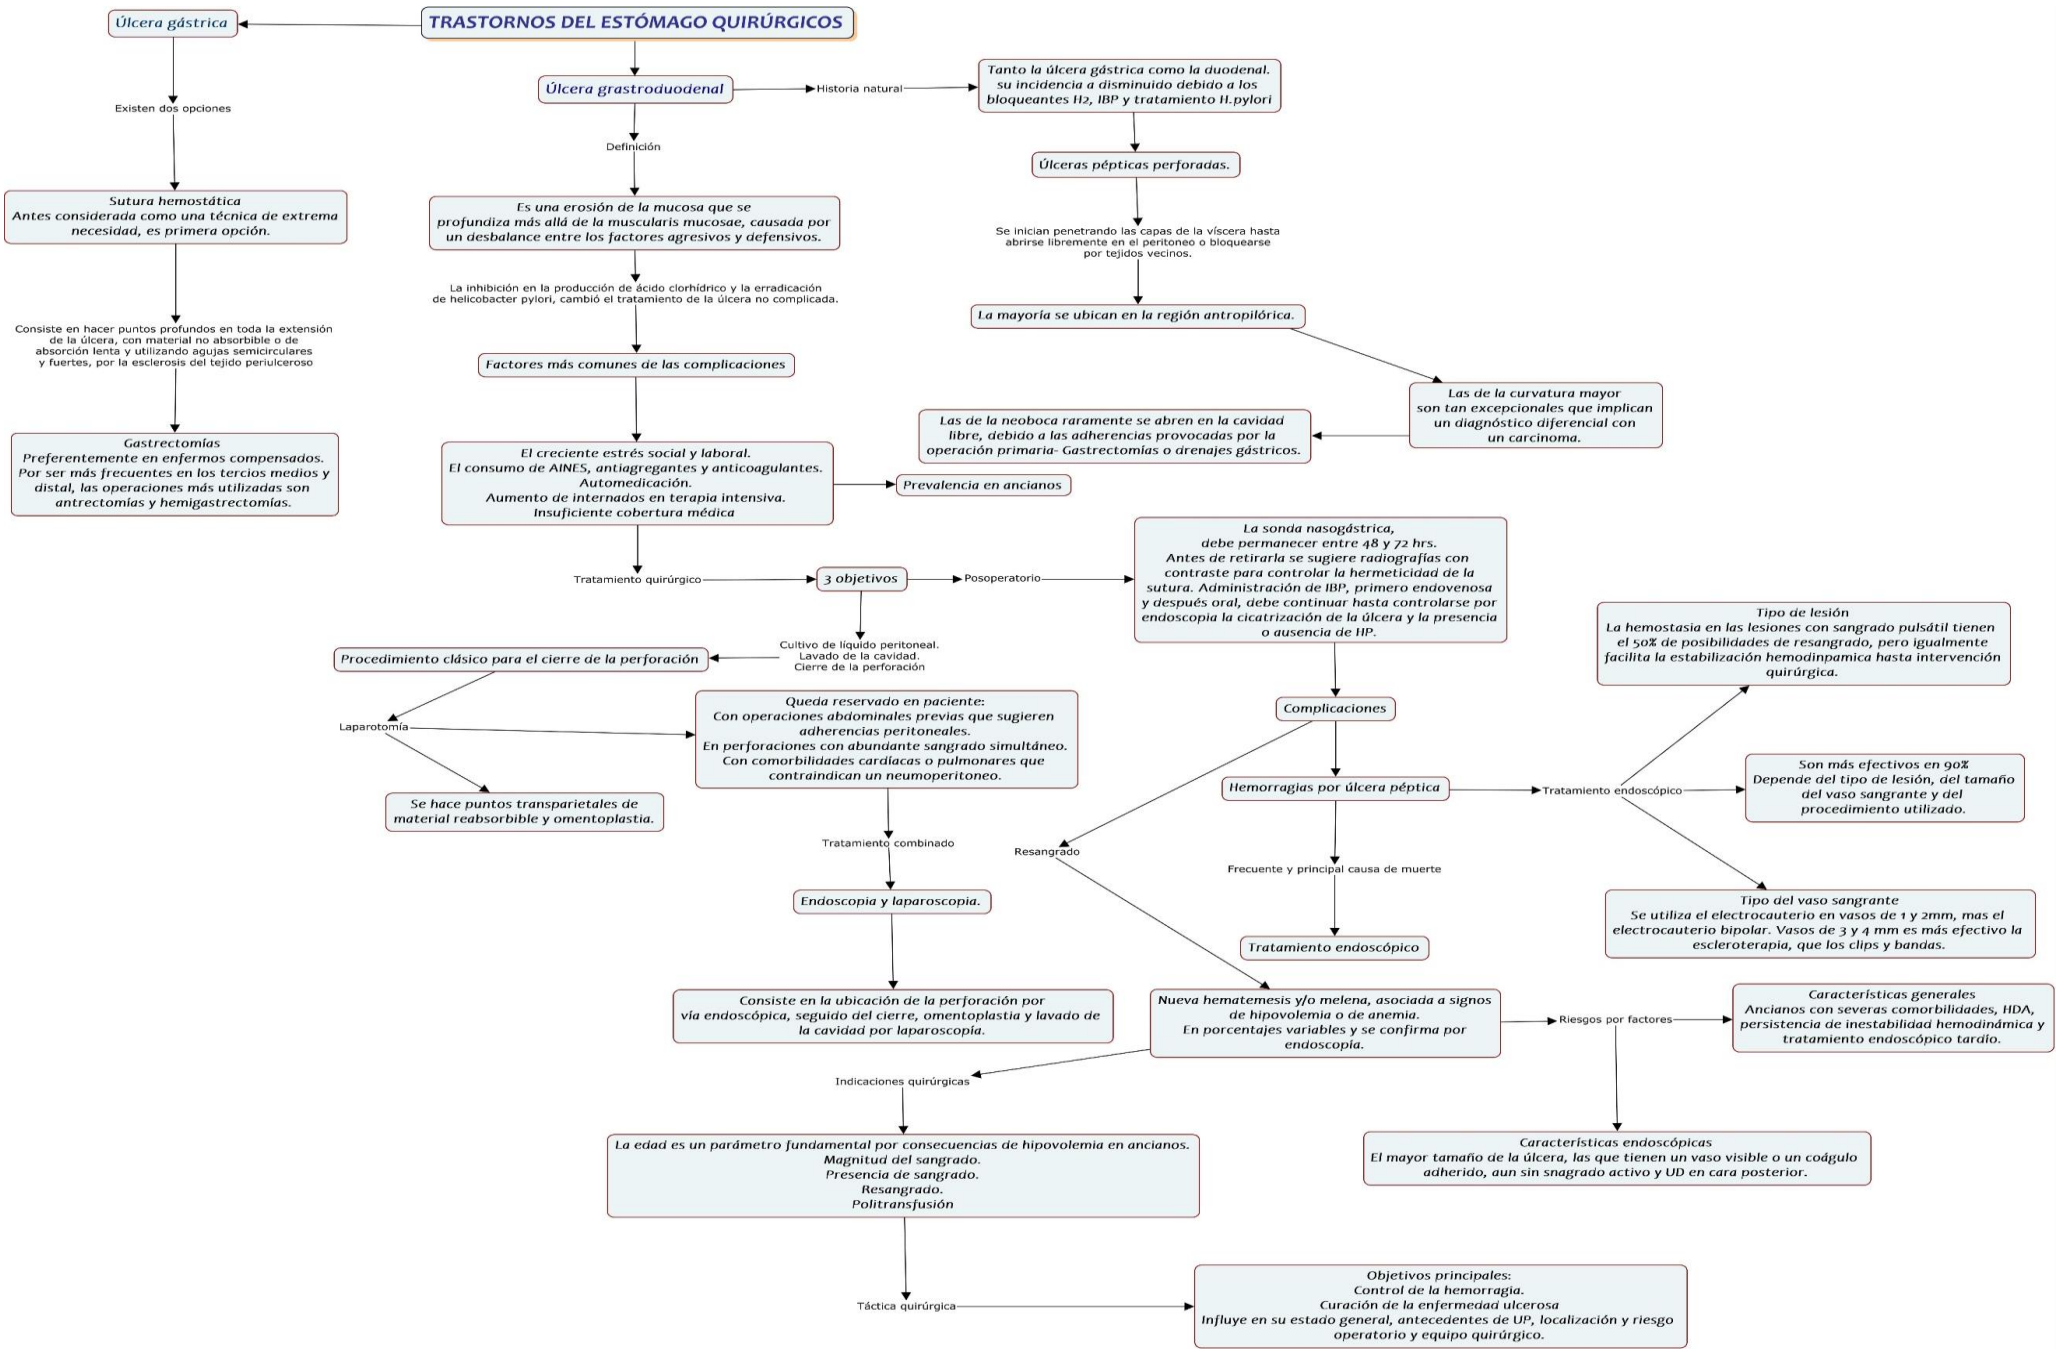 TRASTORNOS DEL ESTÓMAGO QUIRÚRGICOS
Úlcera gástrica
Existen dos opciones
Sutura hemostática
Antes considerada como una técnica de extrema
necesidad, es primera opción.
Consiste en hacer puntos profundos en toda la extensión
de la úlcera, con material no absorbible o de
absorción lenta y utilizando agujas semicirculares
y fuertes, por la esclerosis del tejido periulceroso
Gastrectomías
Preferentemente en enfermos compensados.
Por ser más frecuentes en los tercios medios y
distal, las operaciones más utilizadas son
antrectomías y hemigastrectomías.
Úlcera grastroduodenal
Historia natural
Tanto la úlcera gástrica como la duodenal.
su incidencia a disminuido debido a los
bloqueantes H2, IBP y tratamiento H.pylori
Úlceras pépticas perforadas.
Se inician penetrando las capas de la víscera hasta
abrirse libremente en el peritoneo o bloquearse
por tejidos vecinos.
La mayoría se ubican en la región antropilórica.
Las de la curvatura mayor
son tan excepcionales que implican
un diagnóstico diferencial con
un carcinoma.
Las de la neoboca raramente se abren en la cavidad
libre, debido a las adherencias provocadas por la
operación primaria- Gastrectomías o drenajes gástricos.
Definición
Es una erosión de la mucosa que se
profundiza más allá de la muscularis mucosae, causada por
un desbalance entre los factores agresivos y defensivos.
La inhibición en la producción de ácido clorhídrico y la erradicación
de helicobacter pylori, cambió el tratamiento de la úlcera no complicada.
Factores más comunes de las complicaciones
El creciente estrés social y laboral.
El consumo de AINES, antiagregantes y anticoagulantes.
Automedicación.
Aumento de internados en terapia intensiva.
Insuficiente cobertura médica
Prevalencia en ancianos
Tratamiento quirúrgico
3 objetivos
Posoperatorio
La sonda nasogástrica,
debe permanecer entre 48 y 72 hrs.
Antes de retirarla se sugiere radiografías con
contraste para controlar la hermeticidad de la
sutura. Administración de IBP, primero endovenosa
y después oral, debe continuar hasta controlarse por
endoscopia la cicatrización de la úlcera y la presencia
o ausencia de HP.
Cultivo de líquido peritoneal.
Lavado de la cavidad.
Cierre de la perforación
Procedimiento clásico para el cierre de la perforación
Laparotomía
Queda reservado en paciente:
Con operaciones abdominales previas que sugieren
adherencias peritoneales.
En perforaciones con abundante sangrado simultáneo.
Con comorbilidades cardíacas o pulmonares que
contraindican un neumoperitoneo.
Se hace puntos transparietales de
material reabsorbible y omentoplastia.
Tratamiento combinado
Endoscopia y laparoscopia.
Consiste en la ubicación de la perforación por
vía endoscópica, seguido del cierre, omentoplastia y lavado de
la cavidad por laparoscopía.
Complicaciones
Hemorragias por úlcera péptica
Frecuente y principal causa de muerte
Tratamiento endoscópico
Tratamiento endoscópico
Tipo de lesión
La hemostasia en las lesiones con sangrado pulsátil tienen
el 50% de posibilidades de resangrado, pero igualmente
facilita la estabilización hemodinpamica hasta intervención
quirúrgica.
Son más efectivos en 90%
Depende del tipo de lesión, del tamaño
del vaso sangrante y del
procedimiento utilizado.
Tipo del vaso sangrante
Se utiliza el electrocauterio en vasos de 1 y 2mm, mas el
electrocauterio bipolar. Vasos de 3 y 4 mm es más efectivo la
escleroterapia, que los clips y bandas.
Resangrado
Nueva hematemesis y/o melena, asociada a signos
de hipovolemia o de anemia.
En porcentajes variables y se confirma por
endoscopía.
Riesgos por factores
Características generales
Ancianos con severas comorbilidades, HDA,
persistencia de inestabilidad hemodinámica y
tratamiento endoscópico tardío.
Características endoscópicas
El mayor tamaño de la úlcera, las que tienen un vaso visible o un coágulo
adherido, aun sin snagrado activo y UD en cara posterior.
Indicaciones quirúrgicas
La edad es un parámetro fundamental por consecuencias de hipovolemia en ancianos.
Magnitud del sangrado.
Presencia de sangrado.
Resangrado.
Politransfusión
Táctica quirúrgica
Objetivos principales:
Control de la hemorragia.
Curación de la enfermedad ulcerosa
Influye en su estado general, antecedentes de UP, localización y riesgo
operatorio y equipo quirúrgico.